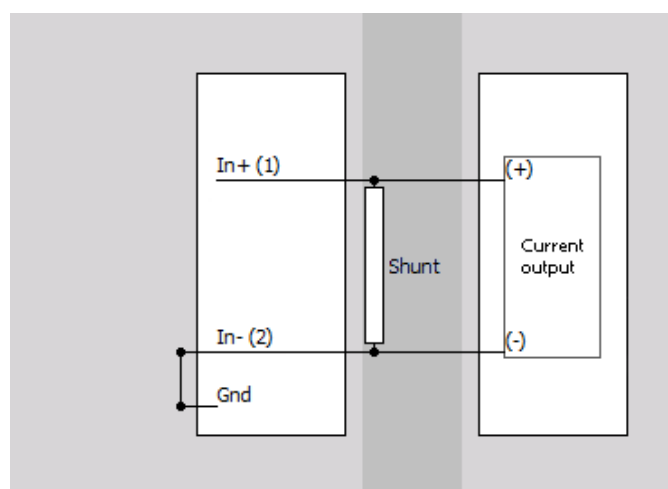 In+ (1)
(+)
Current
output
Shunt
In- (2)
(-)
Gnd